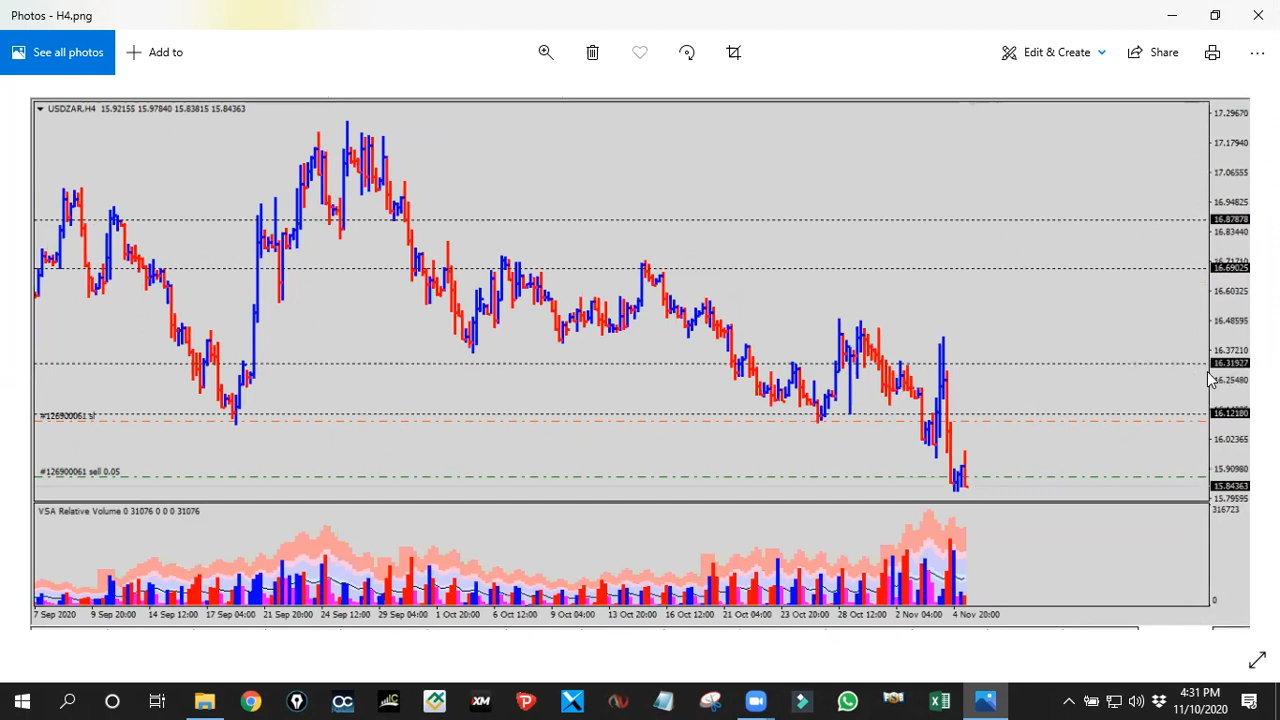 Photos - H4.png
See all photos
Add to
Edit & Create
Share
USDZAR,H4 15.92155 15.97840 15.83815 15.84363
17.29670
17.17940
17.06555
16.94825
16.87878
16.83440
16.69025
16.60325
16.48595
16.37210
16.31927
16.25480
#126900061 sl
16.12180
16.02365
15.90980
#126900061 sell 0.05
15.84363
15.79595
VSA Relative Volume 0 31076 0 0 0 31076
316723
0
7 Sep 2020 9 Sep 20:00 14 Sep 12:00 17 Sep 04:00 21 Sep 20:00 24 Sep 12:00 29 Sep 04:00 1 Oct 20:00 6 Oct 12:00 9 Oct 04:00 13 Oct 20:00 16 Oct 12:00 21 Oct 04:00 23 Oct 20:00 28 Oct 12:00 2 Nov 04:00 4 Nov 20:00
XM
4:31 PM
11/10/2020